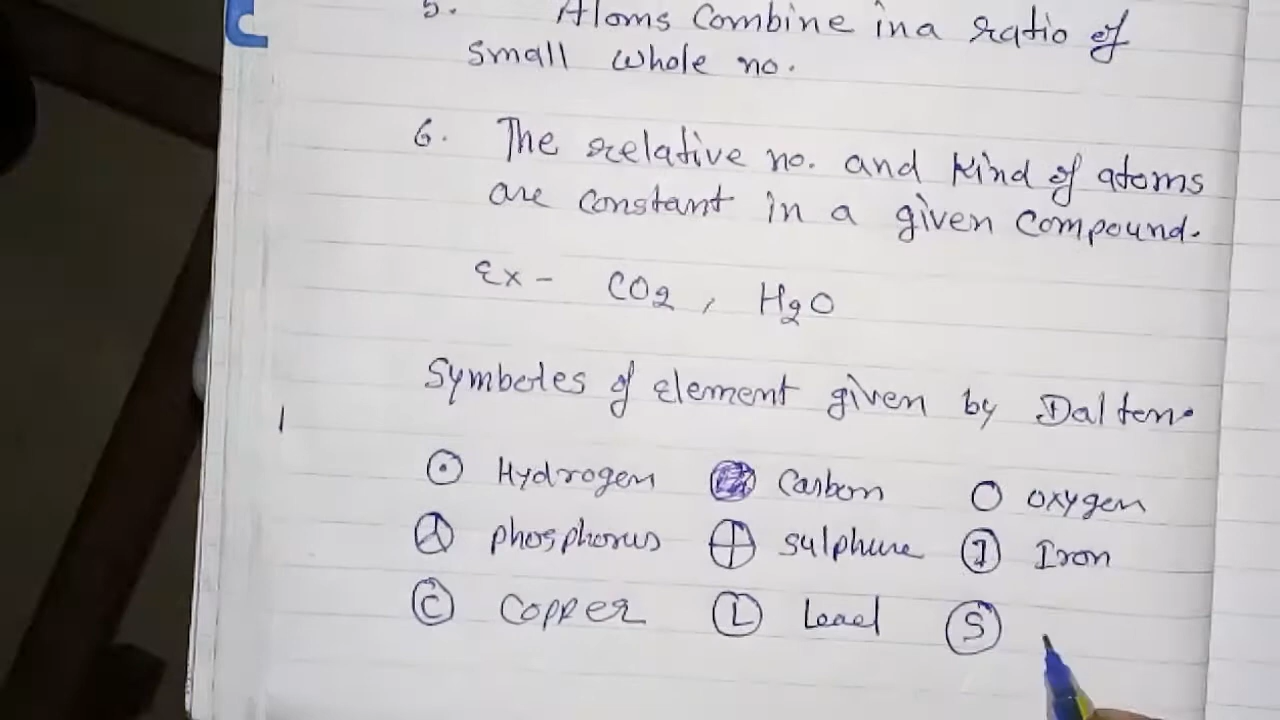 5. Atoms Combine in a ratio of
small whole no.
6. The relative no. and kind of atoms
are constant in a given compound.
Ex - CO2, H2O
Symboles of element given by Dalton.
Hydrogen Carbon Oxygen
phosphorus sulphure I Iron
C Copper L Lead S